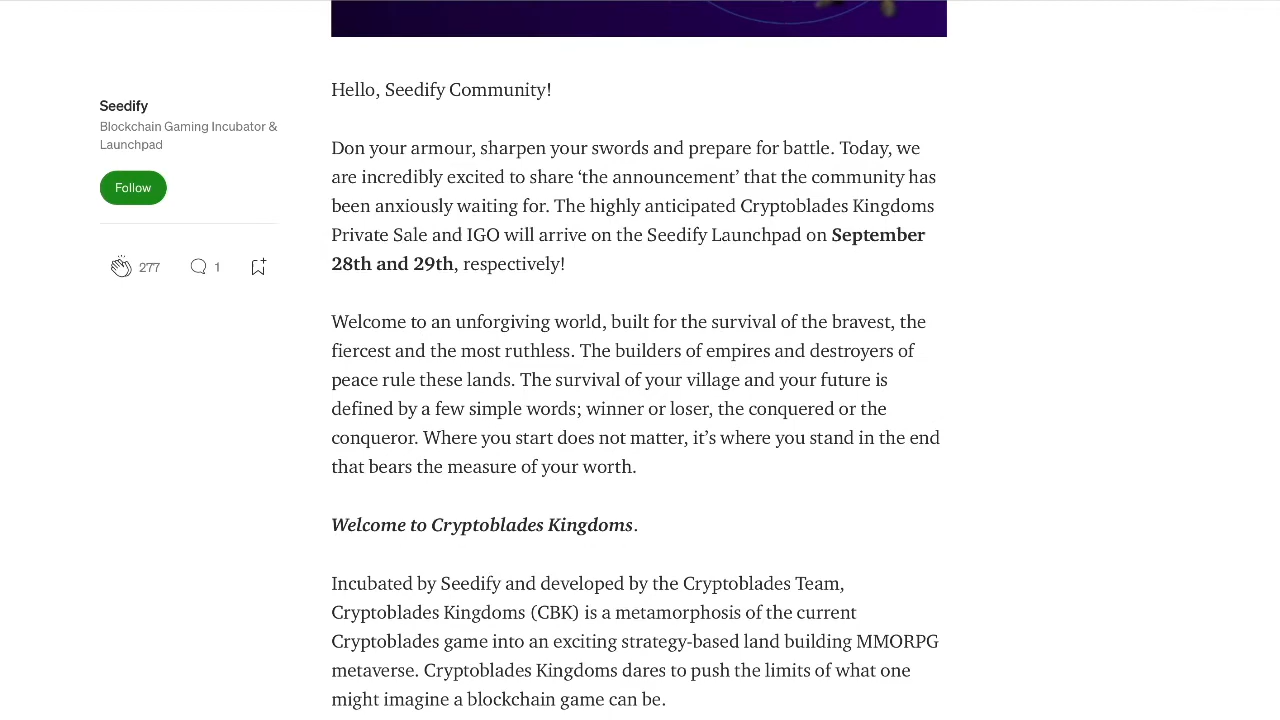 Seedify
Blockchain Gaming Incubator &
Launchpad
Follow
277
1
Hello, Seedify Community!
Don your armour, sharpen your swords and prepare for battle. Today, we
are incredibly excited to share ‘the announcement’ that the community has
been anxiously waiting for. The highly anticipated Cryptoblades Kingdoms
Private Sale and IGO will arrive on the Seedify Launchpad on September
28th and 29th, respectively!
Welcome to an unforgiving world, built for the survival of the bravest, the
fiercest and the most ruthless. The builders of empires and destroyers of
peace rule these lands. The survival of your village and your future is
defined by a few simple words; winner or loser, the conquered or the
conqueror. Where you start does not matter, it’s where you stand in the end
that bears the measure of your worth.
Welcome to Cryptoblades Kingdoms.
Incubated by Seedify and developed by the Cryptoblades Team,
Cryptoblades Kingdoms (CBK) is a metamorphosis of the current
Cryptoblades game into an exciting strategy-based land building MMORPG
metaverse. Cryptoblades Kingdoms dares to push the limits of what one
might imagine a blockchain game can be.